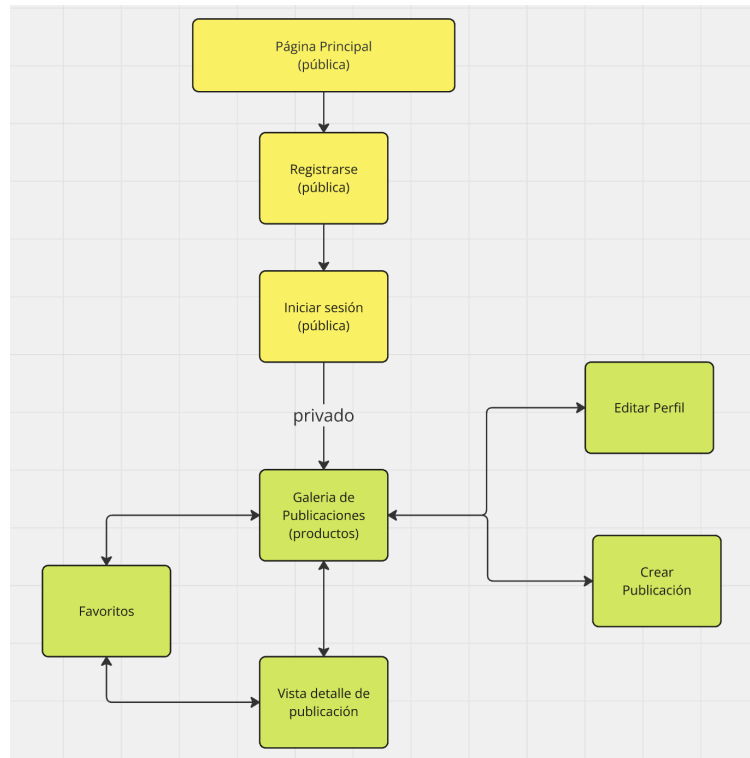 Página Principal
(pública)
Registrarse
(pública)
Iniciar sesión
(pública)
privado
Editar Perfil
Galeria de
Publicaciones
(productos)
Crear
Publicación
Favoritos
Vista detalle de
publicación